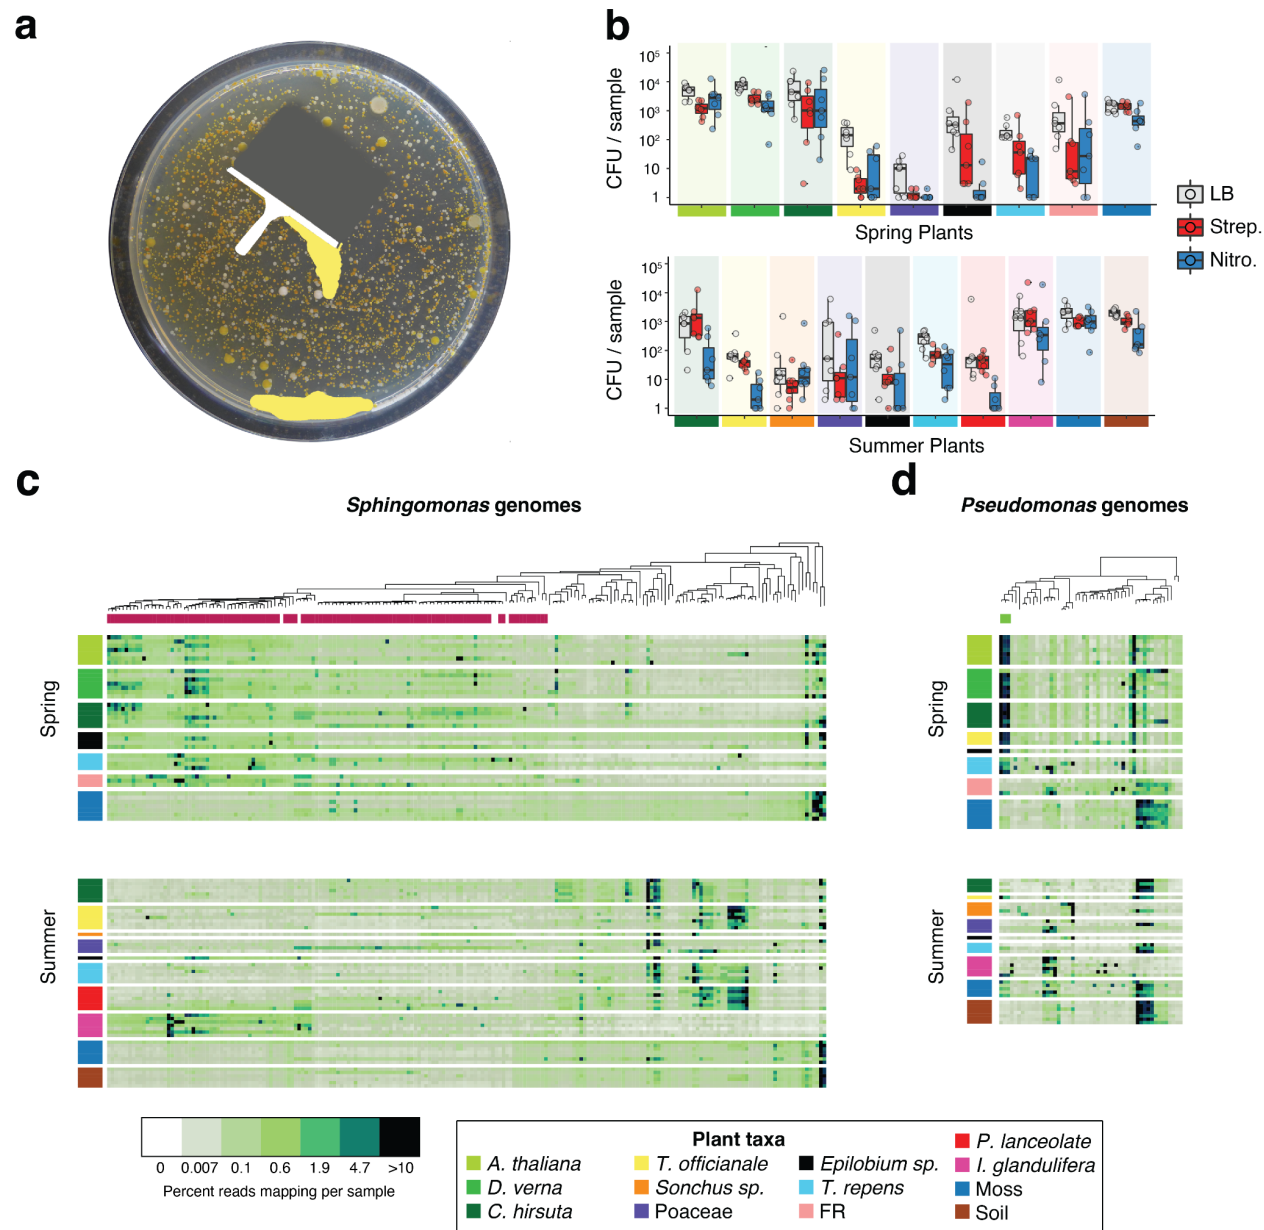 a
b
10⁵
10⁴
10³
10²
10
1
CFU / sample
Spring Plants
10⁵
10⁴
10³
10²
10
1
CFU / sample
Summer Plants
LB
Strep.
Nitro.
c
Sphingomonas genomes
d
Pseudomonas genomes
Spring
Summer
Spring
Summer
0 0.007 0.1 0.6 1.9 4.7 >10
Percent reads mapping per sample
Plant taxa
A. thaliana
D. verna
C. hirsuta
T. officianale
Sonchus sp.
Poaceae
Epilobium sp.
T. repens
FR
P. lanceolate
I. glandulifera
Moss
Soil